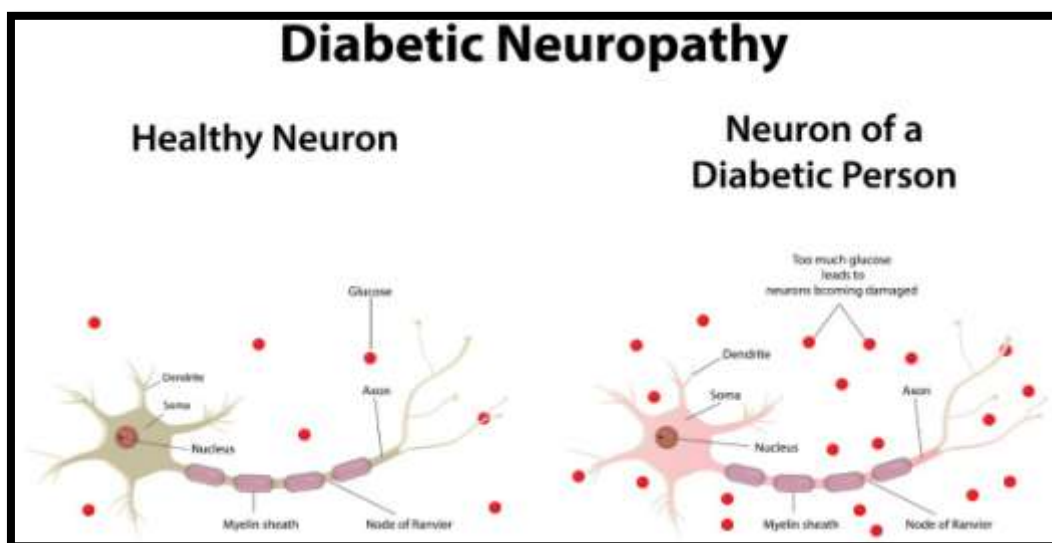 Diabetic Neuropathy
Healthy Neuron
Neuron of a
Diabetic Person
Glucose
Dendrite
Soma
Axon
Nucleus
Myelin sheath
Node of Ranvier
Too much glucose
leads to
neurons bcoming damaged
Dendrite
Soma
Axon
Nucleus
Myelin sheath
Node of Ranvier